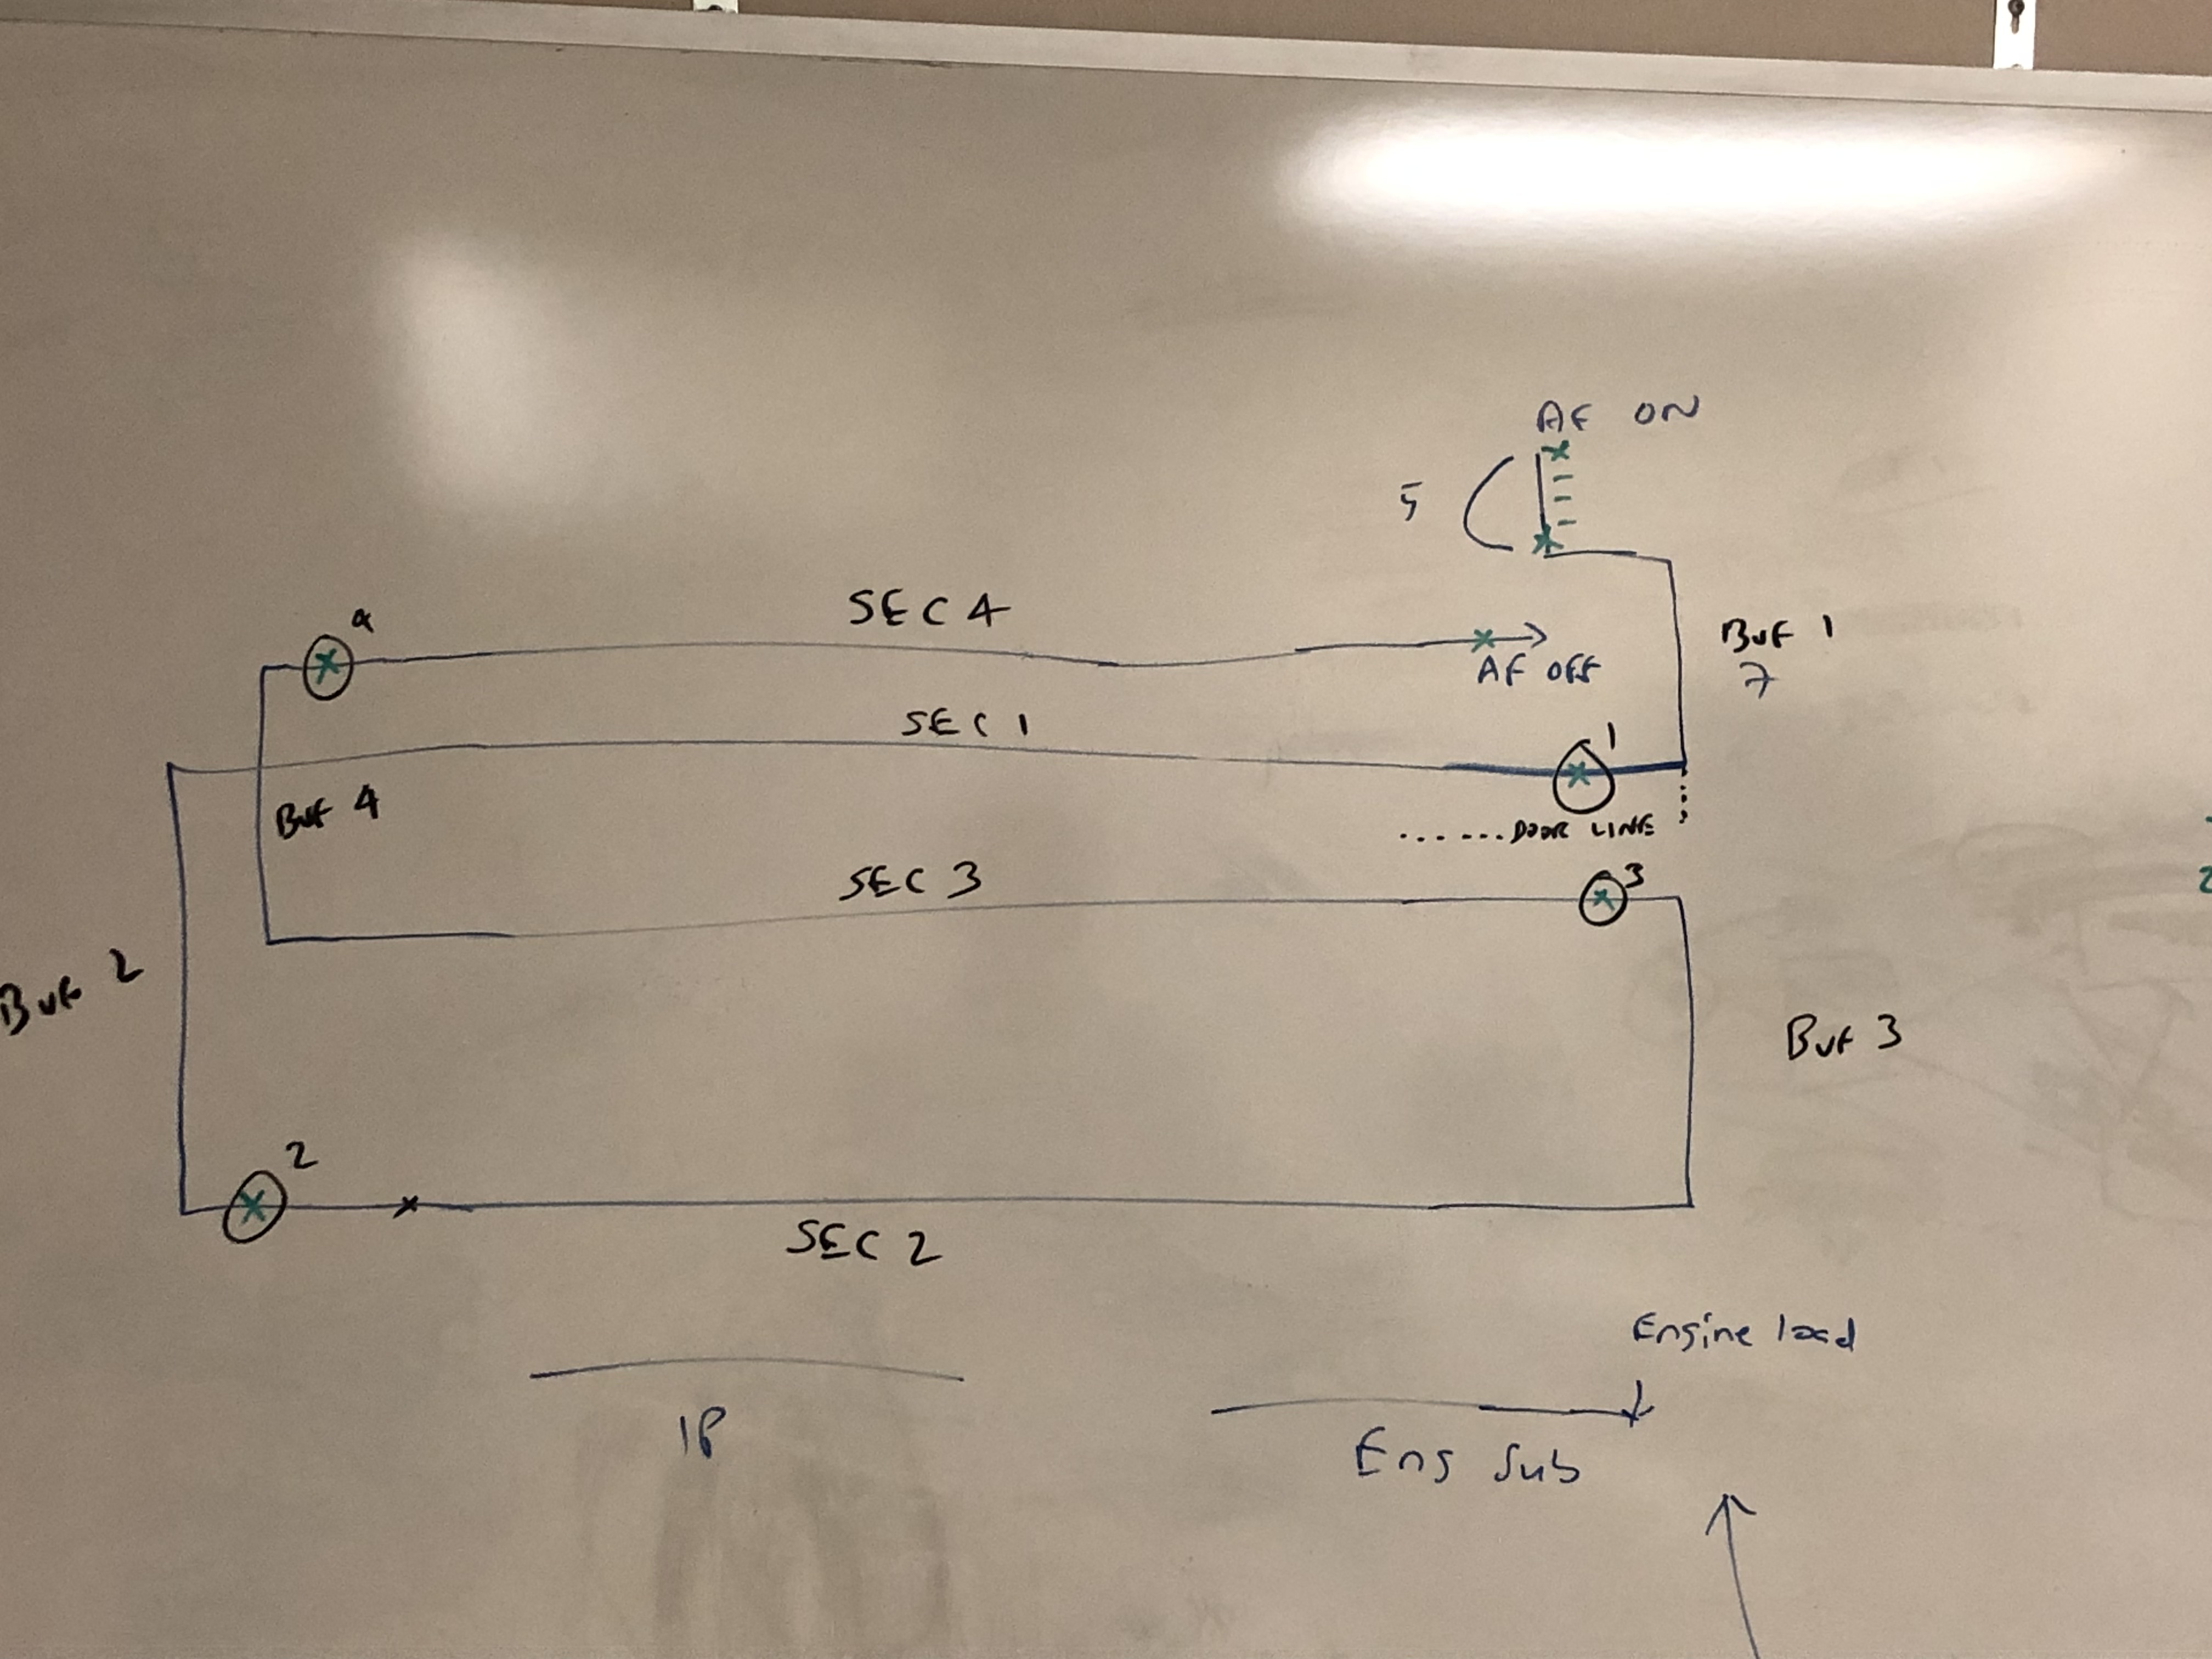 AF ON
5
4
SEC 4
BUF 1
7
AF OFF
SEC 1
1
BUF 4
...... DOOR LINE
SEC 3
3
BUF 2
BUF 3
2
SEC 2
Engine load
IP
Eng Sub